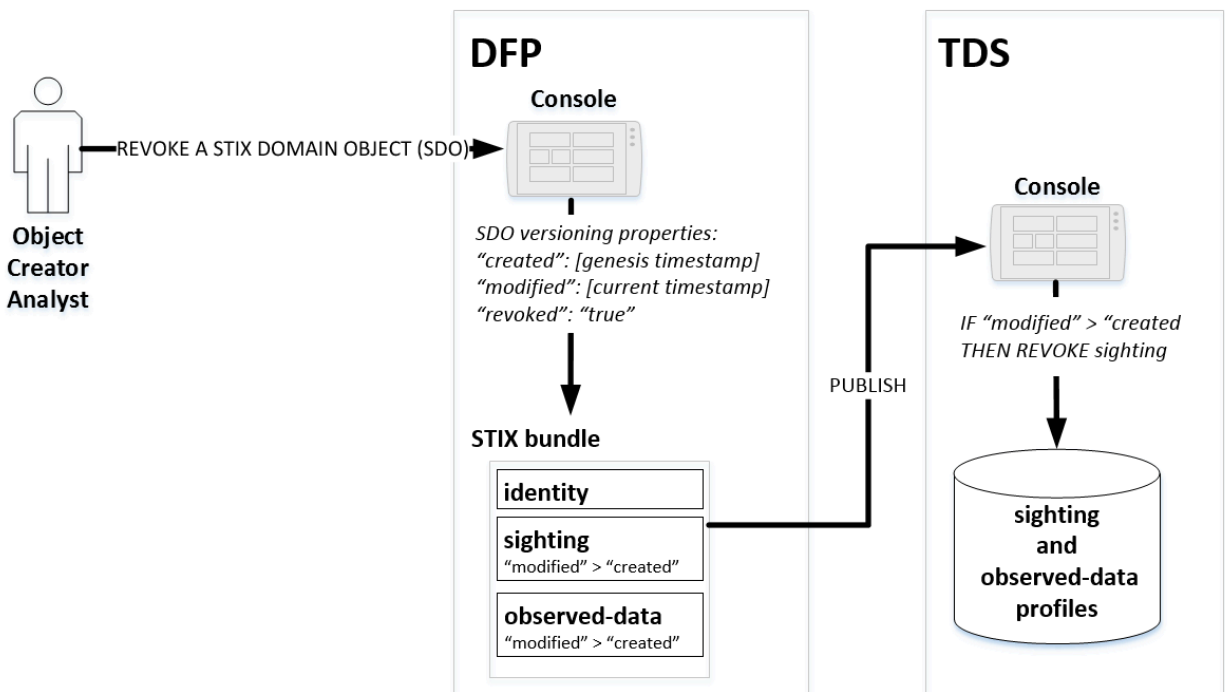 Object
Creator
Analyst
REVOKE A STIX DOMAIN OBJECT (SDO)
DFP
Console
SDO versioning properties:
“created”: [genesis timestamp]
“modified”: [current timestamp]
“revoked”: “true”
STIX bundle
identity
sighting
“modified” > “created”
observed-data
“modified” > “created”
PUBLISH
TDS
Console
IF “modified” > “created
THEN REVOKE sighting
sighting
and
observed-data
profiles